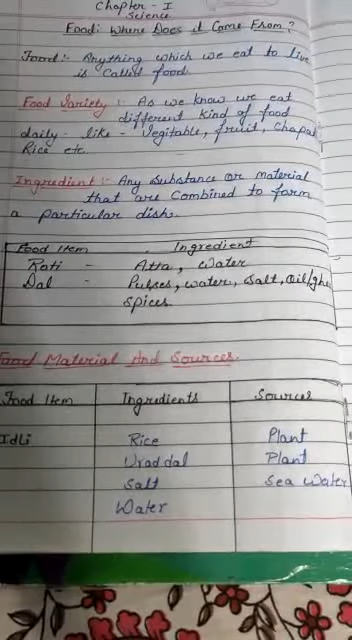 Chapter - I
Science
Food: Where Does it Come From?
Food:- Anything which we eat to live
is called food.
Food Variety :- As we know we eat
different kind of food
daily - like - Vegitable, fruit, Chapa
Rice etc.
Ingredient:- Any substance or material
that are combined to form
a particular dish.
Food Item Ingredient
Roti - Atta, water
Dal - Pulses, water, salt, Oil/ghe
spices
Food Material And Sources.
Food Item Ingredients Sources
Idli Rice Plant
Urad dal Plant
Salt Sea Water
Water